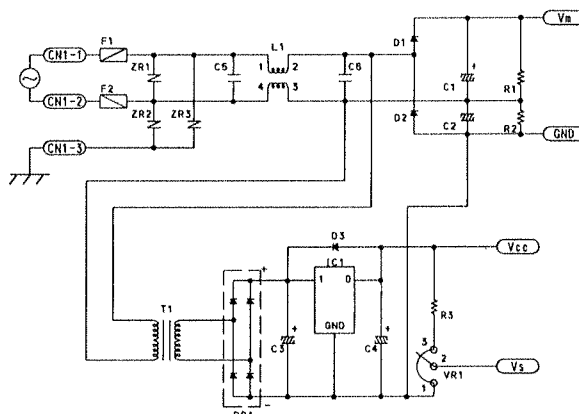 L1
D1
Vm
CN1-1
F1
ZR1
C5
1 2
4 3
C6
C1
+
R1
CN1-2
F2
ZR2
ZR3
D2
C2
R2
GND
CN1-3
D3
Vcc
IC1
+
1 0
T1
R3
GND
C3
+
C4
+
3
2
Vs
VR1
1
-